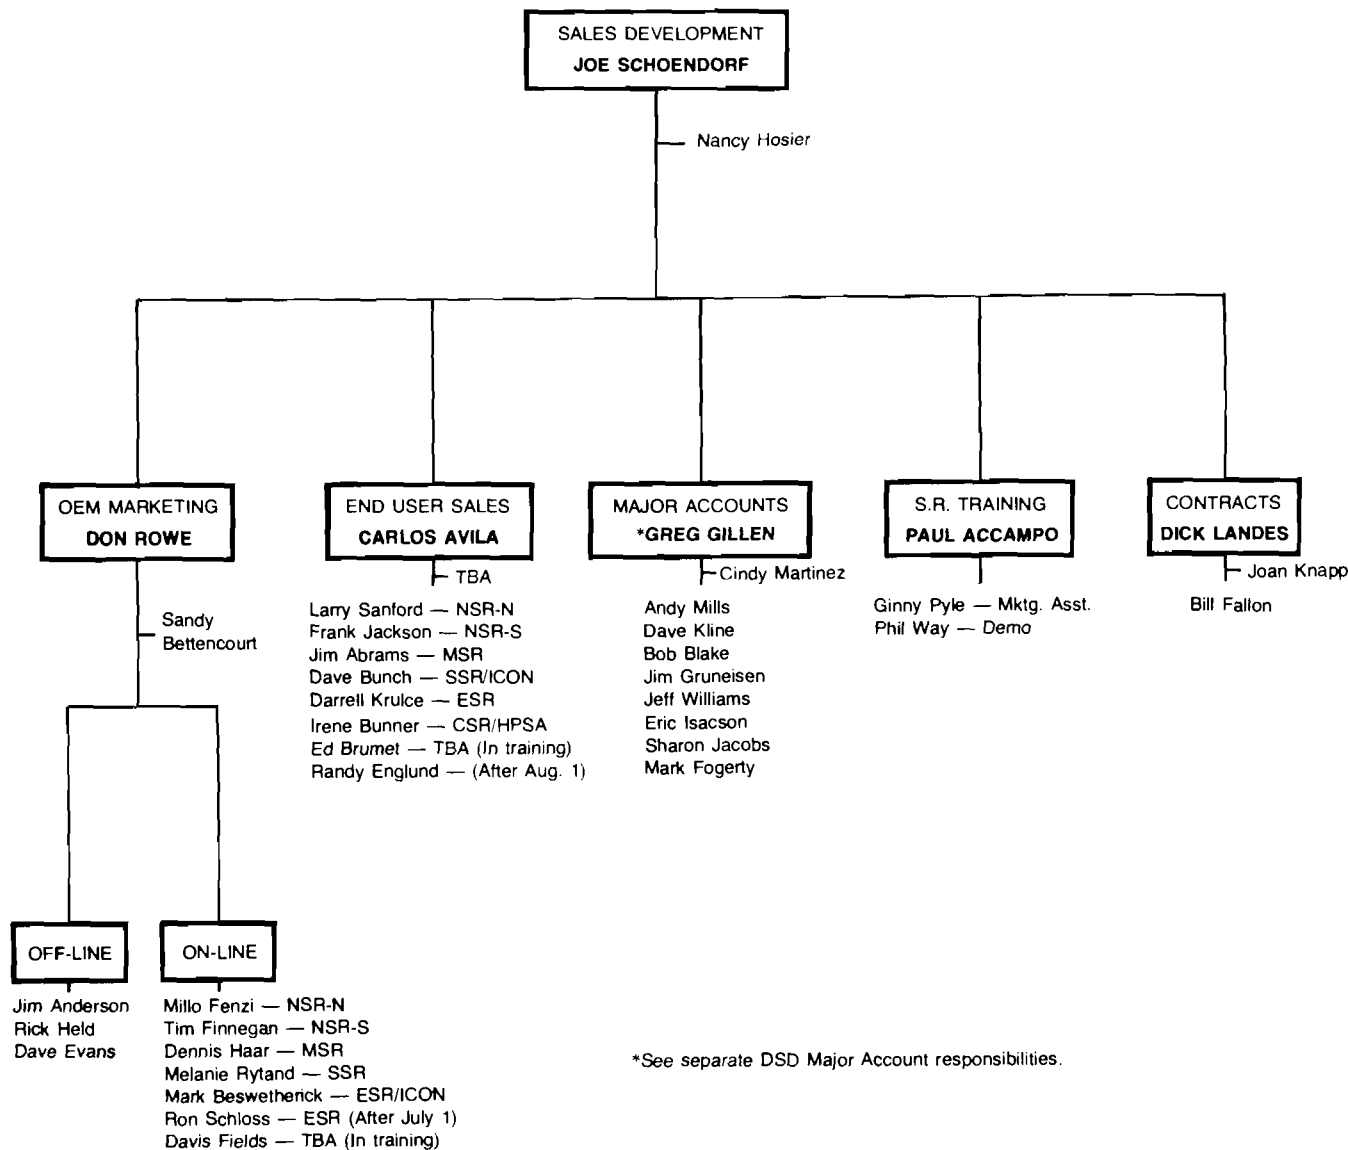 SALES DEVELOPMENT
JOE SCHOENDORF
Nancy Hosier
OEM MARKETING
DON ROWE
Sandy
Bettencourt
OFF-LINE
Jim Anderson
Rick Held
Dave Evans
ON-LINE
Millo Fenzi — NSR-N
Tim Finnegan — NSR-S
Dennis Haar — MSR
Melanie Rytand — SSR
Mark Beswetherick — ESR/ICON
Ron Schloss — ESR (After July 1)
Davis Fields — TBA (In training)
END USER SALES
CARLOS AVILA
TBA
Larry Sanford — NSR-N
Frank Jackson — NSR-S
Jim Abrams — MSR
Dave Bunch — SSR/ICON
Darrell Krulce — ESR
Irene Bunner — CSR/HPSA
Ed Brumet — TBA (In training)
Randy Englund — (After Aug. 1)
MAJOR ACCOUNTS
*GREG GILLEN
Cindy Martinez
Andy Mills
Dave Kline
Bob Blake
Jim Gruneisen
Jeff Williams
Eric Isacson
Sharon Jacobs
Mark Fogerty
S.R. TRAINING
PAUL ACCAMPO
Ginny Pyle — Mktg. Asst.
Phil Way — Demo
CONTRACTS
DICK LANDES
Joan Knapp
Bill Fallon
*See separate DSD Major Account responsibilities.